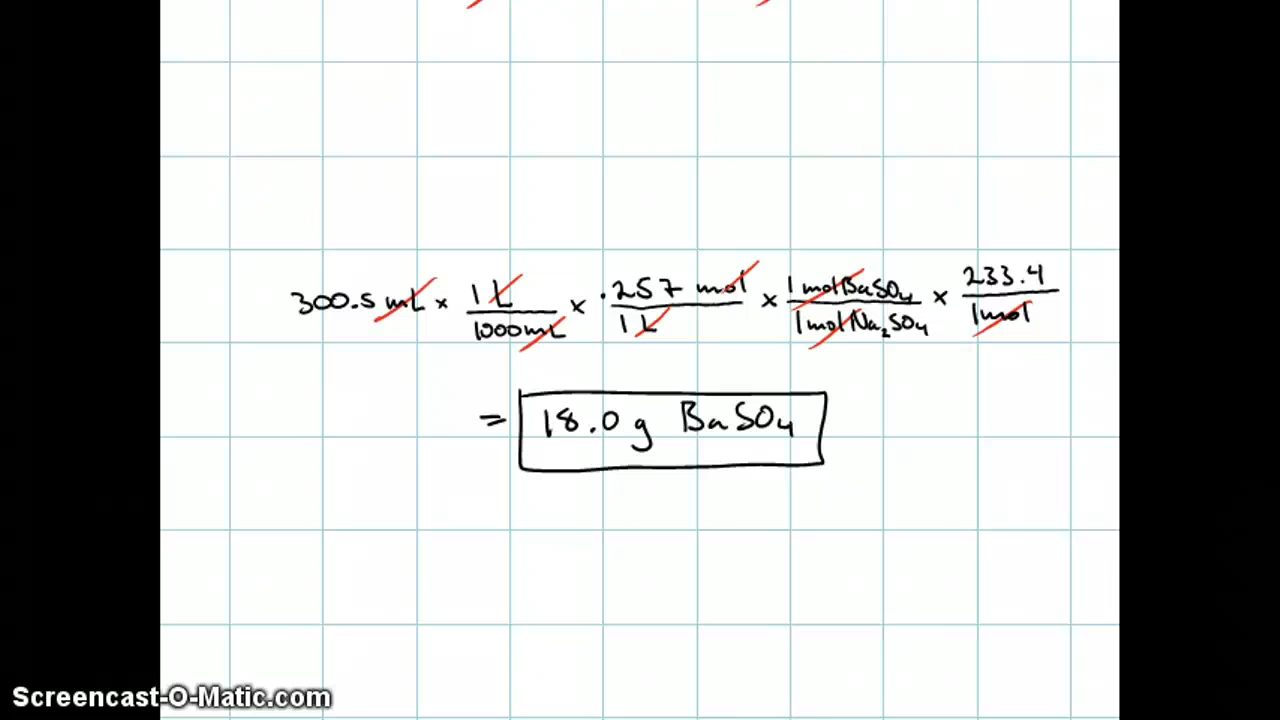 300.5 mL × 1 L / 1000 mL × .257 mol / 1 L × 1 mol BaSO₄ / 1 mol Na₂SO₄ × 233.4 / 1 mol
= 18.0 g BaSO₄
Screencast-O-Matic.com